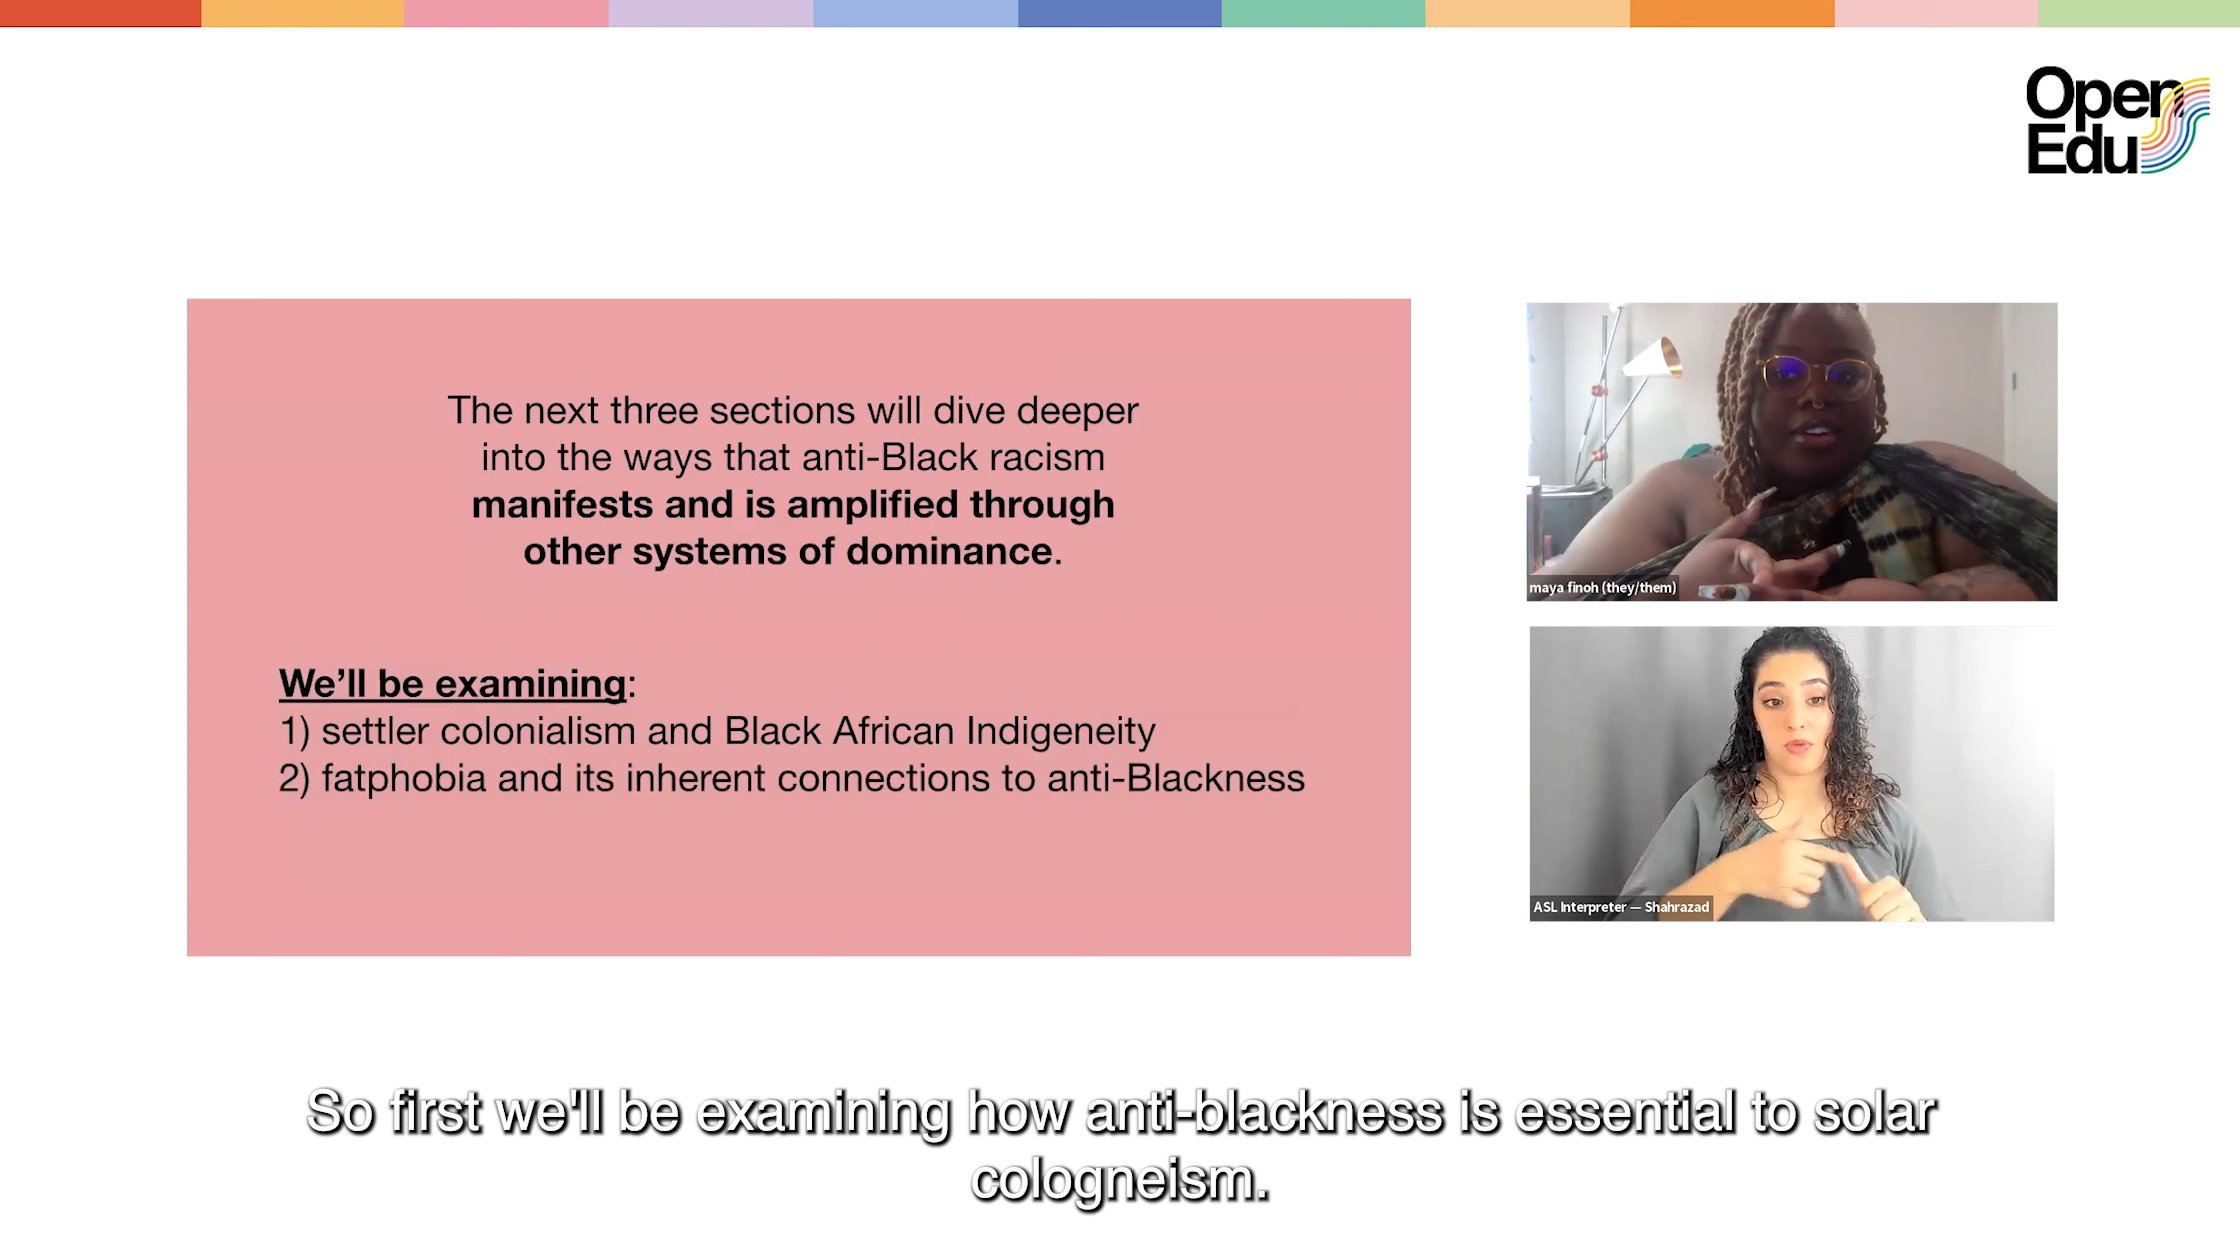 Open
Edu
The next three sections will dive deeper
into the ways that anti-Black racism
manifests and is amplified through
other systems of dominance.
We’ll be examining:
1) settler colonialism and Black African Indigeneity
2) fatphobia and its inherent connections to anti-Blackness
maya finoh (they/them)
ASL Interpreter — Shahrazad
So first we'll be examining how anti-blackness is essential to solar
cologneism.